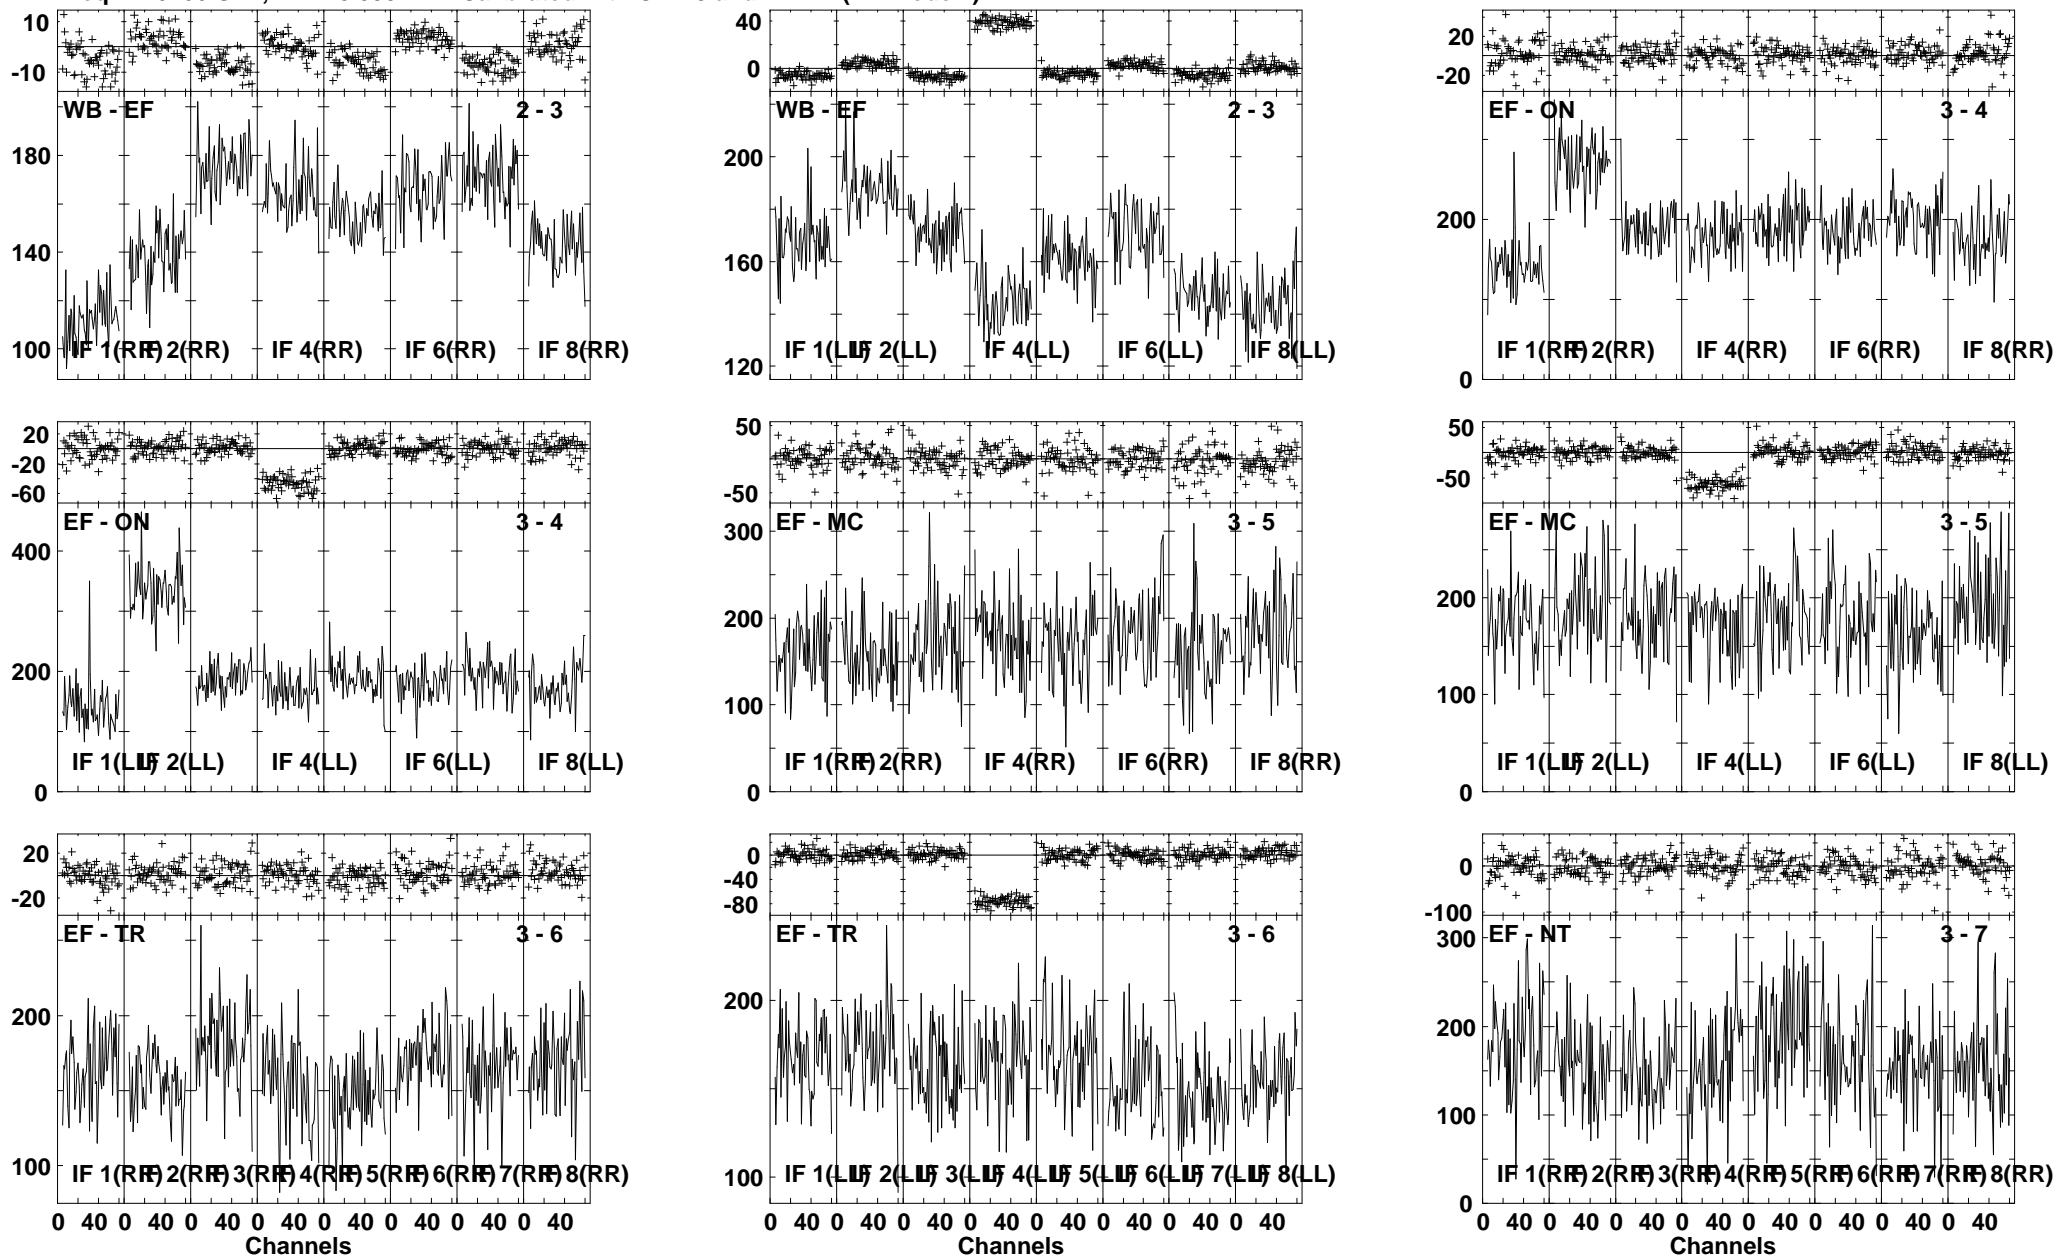 10
-10
WB - EF 2 - 3
180
140
100
IF 1(RR) IF 2(RR) IF 4(RR) IF 6(RR) IF 8(RR)
40
0
WB - EF 2 - 3
200
160
120
IF 1(LL) IF 2(LL) IF 4(LL) IF 6(LL) IF 8(LL)
20
-20
EF - ON 3 - 4
200
0
IF 1(RR) IF 2(RR) IF 4(RR) IF 6(RR) IF 8(RR)
20
-20
-60
EF - ON 3 - 4
400
200
0
IF 1(LL) IF 2(LL) IF 4(LL) IF 6(LL) IF 8(LL)
50
-50
EF - MC 3 - 5
300
200
100
0
IF 1(RR) IF 2(RR) IF 4(RR) IF 6(RR) IF 8(RR)
50
-50
EF - MC 3 - 5
200
100
0
IF 1(LL) IF 2(LL) IF 4(LL) IF 6(LL) IF 8(LL)
20
-20
EF - TR 3 - 6
200
100
IF 1(RR) IF 2(RR) IF 3(RR) IF 4(RR) IF 5(RR) IF 6(RR) IF 7(RR) IF 8(RR)
0 40 0 40 0 40 0 40 0 40 0 40 0 40 0 40
Channels
0
-40
-80
EF - TR 3 - 6
200
100
IF 1(LL) IF 2(LL) IF 3(LL) IF 4(LL) IF 5(LL) IF 6(LL) IF 7(LL) IF 8(LL)
0 40 0 40 0 40 0 40 0 40 0 40 0 40 0 40
Channels
0
-100
EF - NT 3 - 7
300
200
100
0
IF 1(RR) IF 2(RR) IF 3(RR) IF 4(RR) IF 5(RR) IF 6(RR) IF 7(RR) IF 8(RR)
0 40 0 40 0 40 0 40 0 40 0 40 0 40 0 40
Channels